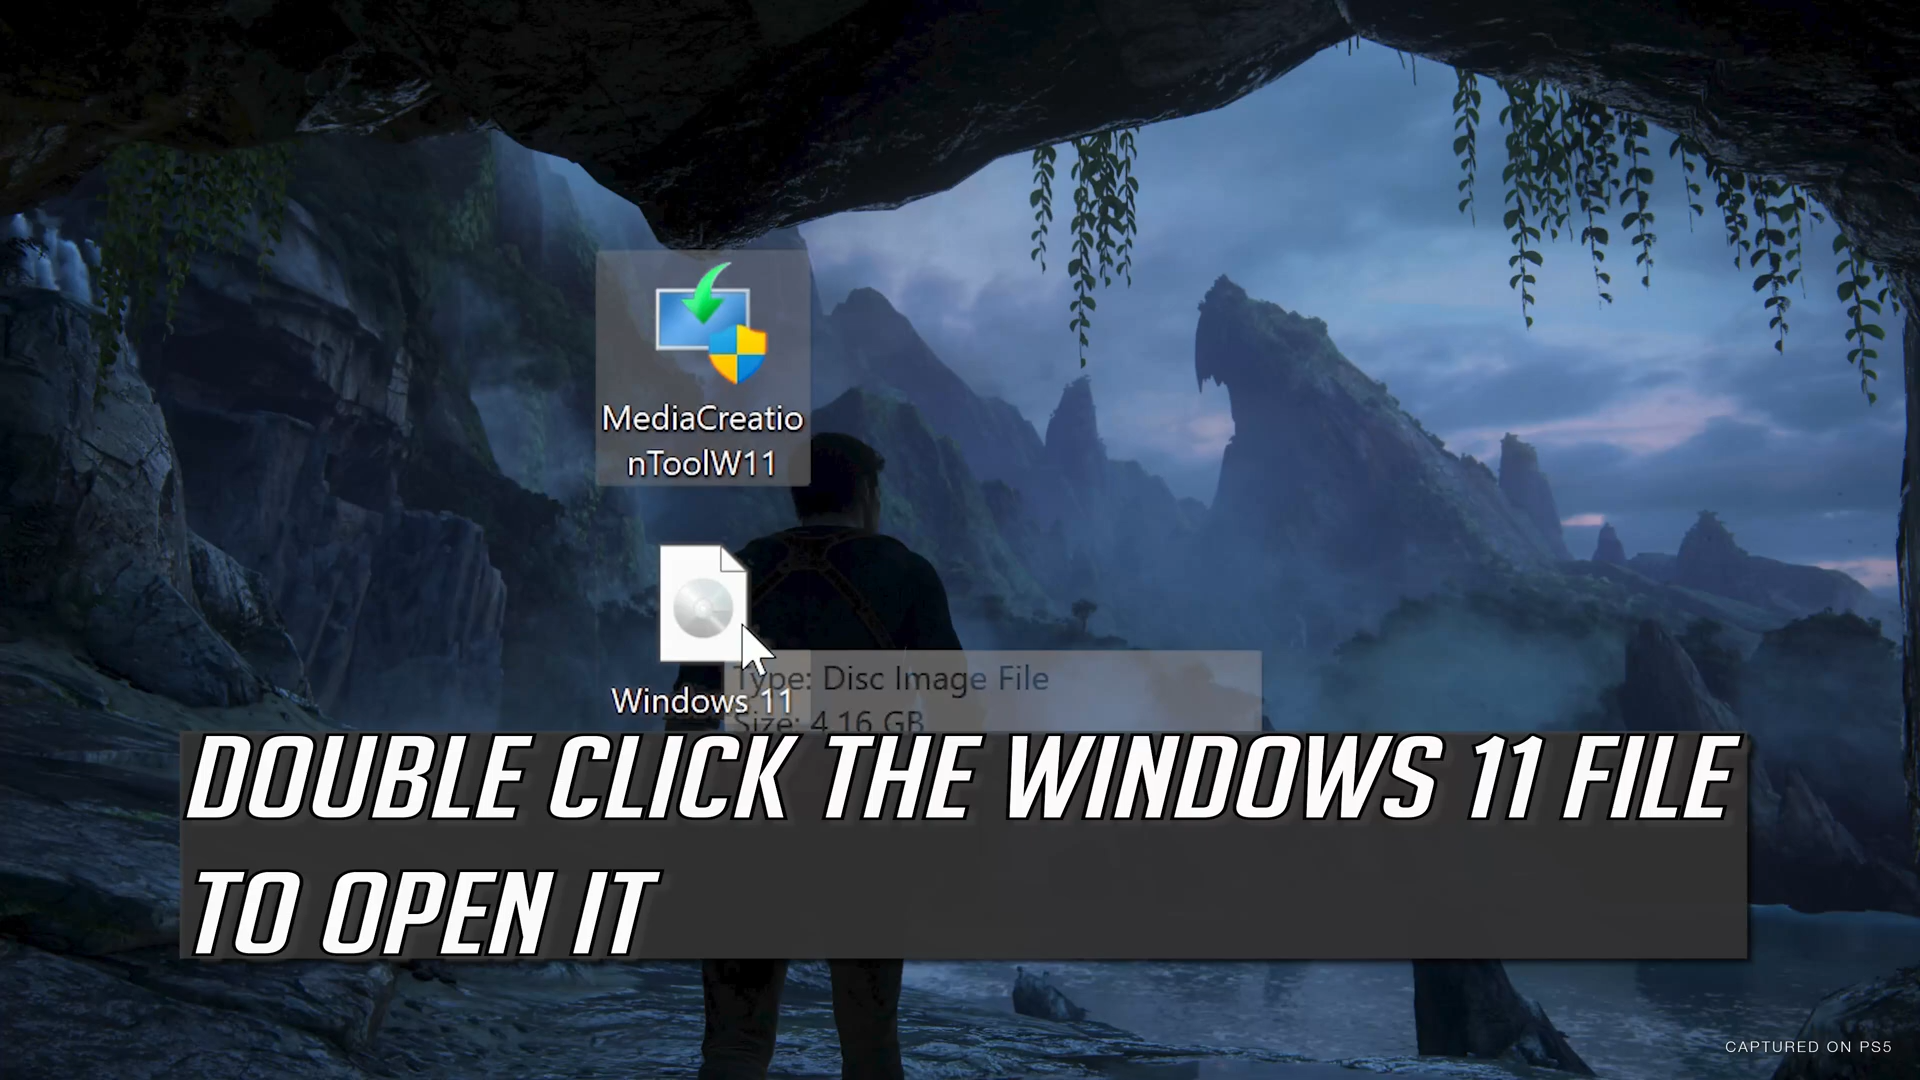 MediaCreatio
nToolW11
Windows 11
Type: Disc Image File
Size: 4.16 GB
DOUBLE CLICK THE WINDOWS 11 FILE
TO OPEN IT
CAPTURED ON PS5